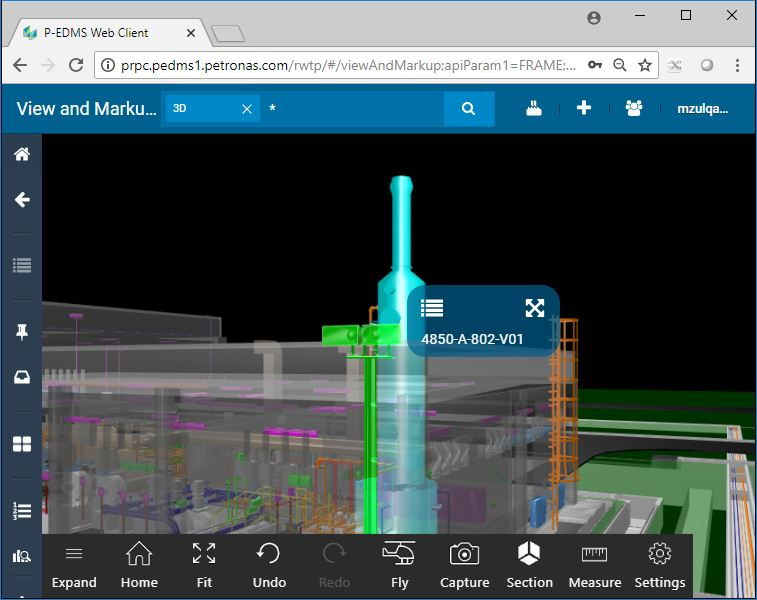 P-EDMS Web Client
prpc.pedms1.petronas.com/rwtp/#/viewAndMarkup;apiParam1=FRAME;...
View and Marku... 3D * mzulqa...
4850-A-802-V01
Expand Home Fit Undo Redo Fly Capture Section Measure Settings